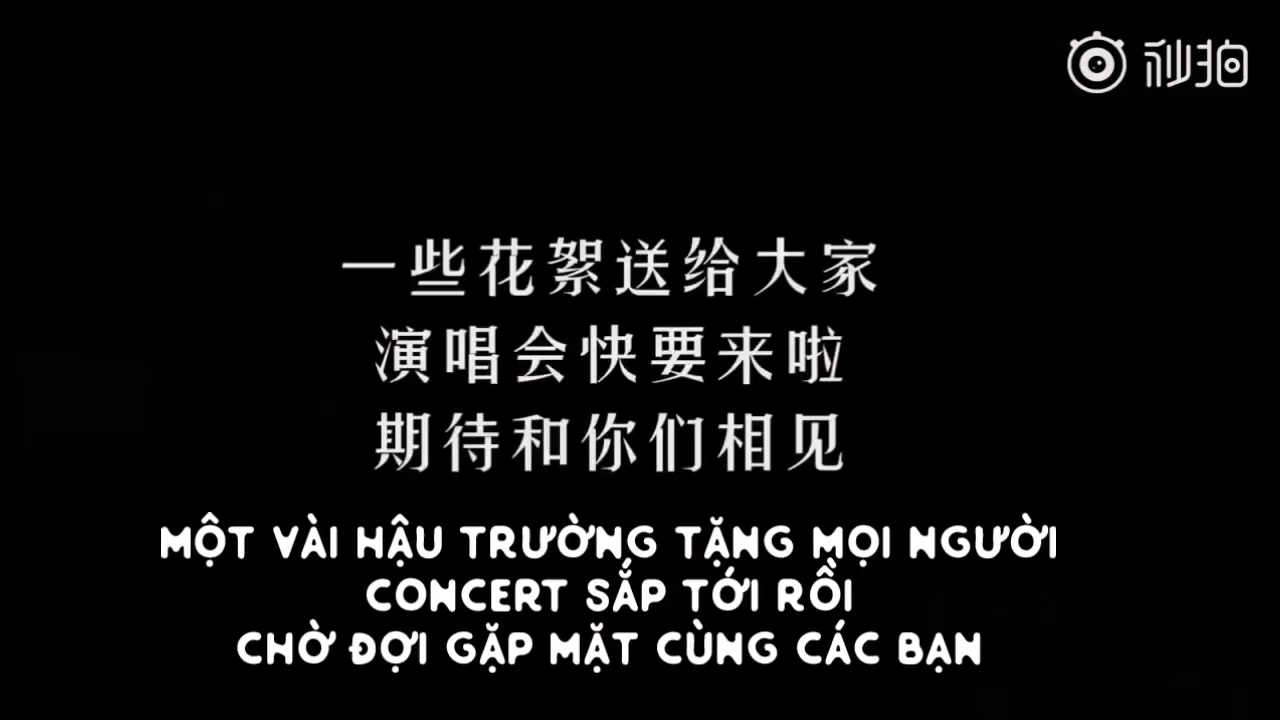 秒拍
一些花絮送给大家
演唱会快要来啦
期待和你们相见
MỘT VÀI HẬU TRƯỜNG TẶNG MỌI NGƯỜI
CONCERT SẮP TỚI RỒI
CHỜ ĐỢI GẶP MẶT CÙNG CÁC BẠN